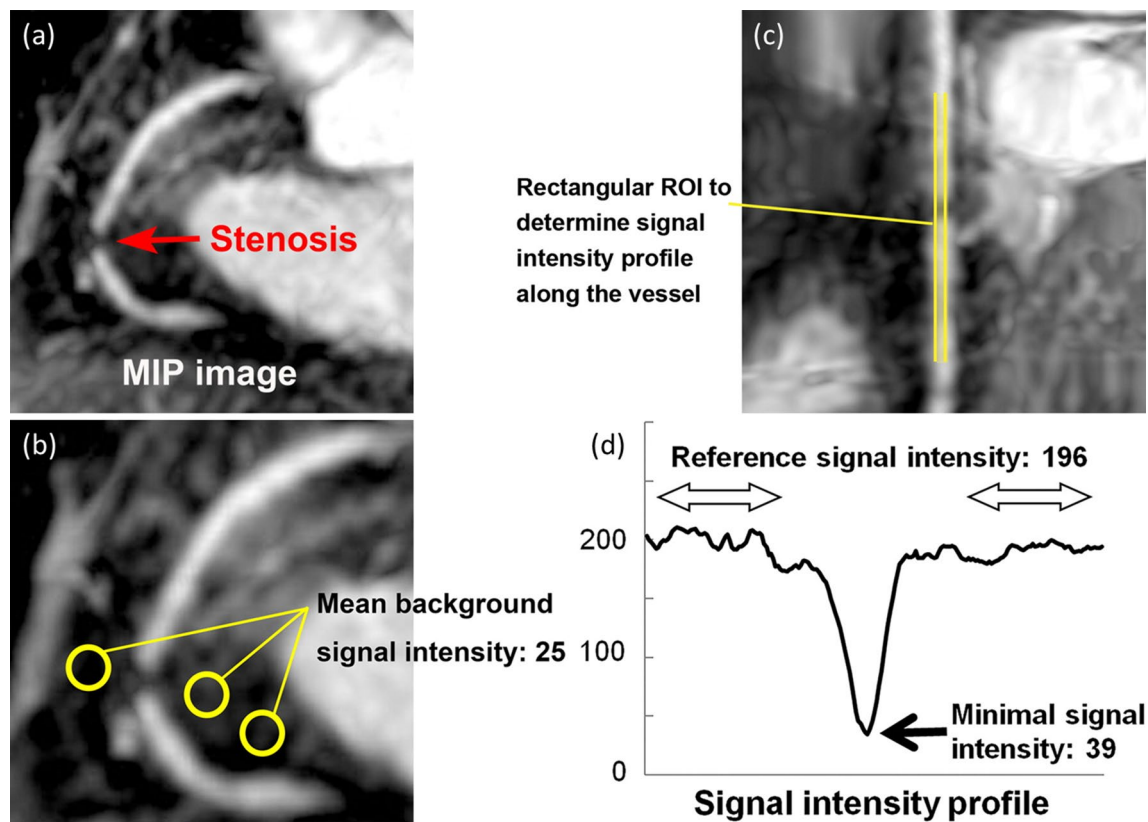 (a)
Stenosis
MIP image
(c)
Rectangular ROI to
determine signal
intensity profile
along the vessel
(b)
Mean background
signal intensity: 25
(d)
Reference signal intensity: 196
200
100
0
Minimal signal
intensity: 39
Signal intensity profile